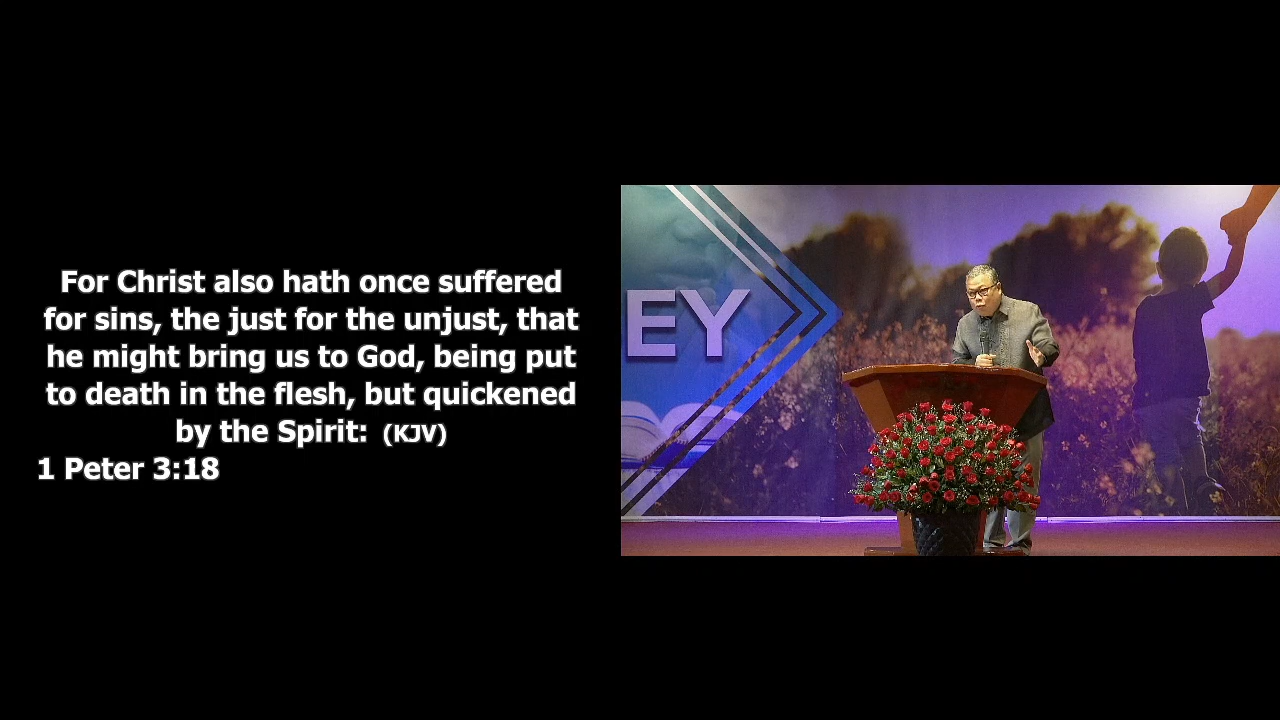 For Christ also hath once suffered
for sins, the just for the unjust, that
he might bring us to God, being put
to death in the flesh, but quickened
by the Spirit: (KJV)
1 Peter 3:18
EY